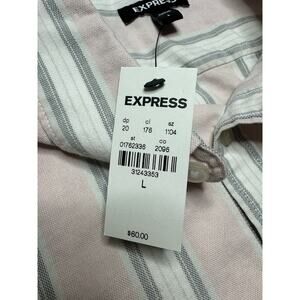 EXPRESS
EXPRESS
dp cl sz
20 176 1104
st co
01762336 2096
31243353
L
$60.00